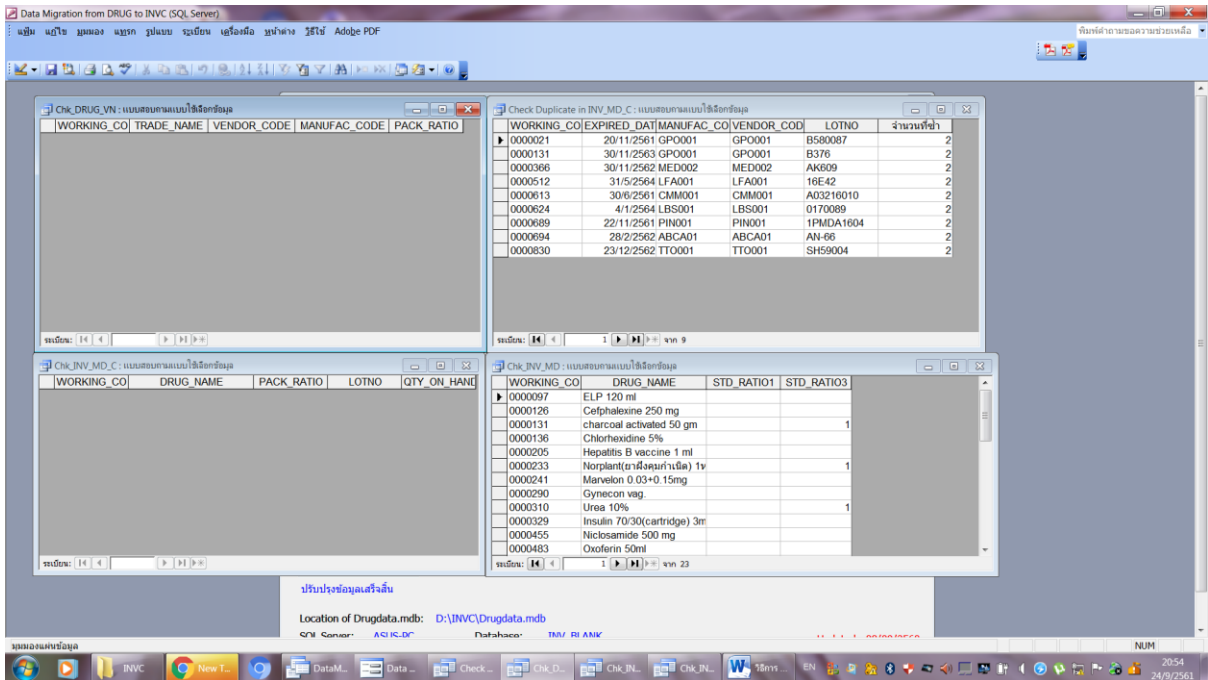 Data Migration from DRUG to INVC (SQL Server)
แฟ้ม แก้ไข มุมมอง แทรก รูปแบบ ระเบียน เครื่องมือ หน้าต่าง วิธีใช้ Adobe PDF
พิมพ์คำถามขอความช่วยเหลือ
Chk_DRUG_VN : แบบสอบถามแบบใช้เลือกข้อมูล
WORKING_CO TRADE_NAME VENDOR_CODE MANUFAC_CODE PACK_RATIO
ระเบียน:
Check Duplicate in INV_MD_C : แบบสอบถามแบบใช้เลือกข้อมูล
WORKING_CO EXPIRED_DAT MANUFAC_CO VENDOR_COD LOTNO จำนวนที่ซ้ำ
0000021 20/11/2561 GPO001 GPO001 B580087 2
0000131 30/11/2563 GPO001 GPO001 B376 2
0000366 30/11/2562 MED002 MED002 AK609 2
0000512 31/5/2564 LFA001 LFA001 16E42 2
0000613 30/6/2561 CMM001 CMM001 A03216010 2
0000624 4/1/2564 LBS001 LBS001 0170089 2
0000689 22/11/2561 PIN001 PIN001 1PMDA1604 2
0000694 28/2/2562 ABCA01 ABCA01 AN-66 2
0000830 23/12/2562 TTO001 TTO001 SH59004 2
ระเบียน: 1 จาก 9
Chk_INV_MD_C : แบบสอบถามแบบใช้เลือกข้อมูล
WORKING_CO DRUG_NAME PACK_RATIO LOTNO QTY_ON_HAND
ระเบียน:
Chk_INV_MD : แบบสอบถามแบบใช้เลือกข้อมูล
WORKING_CO DRUG_NAME STD_RATIO1 STD_RATIO3
0000097 ELP 120 ml
0000126 Cefphalexine 250 mg
0000131 charcoal activated 50 gm 1
0000136 Chlorhexidine 5%
0000205 Hepatitis B vaccine 1 ml
0000233 Norplant(ยาฝังคุมกำเนิด) 1ห 1
0000241 Marvelon 0.03+0.15mg
0000290 Gynecon vag.
0000310 Urea 10% 1
0000329 Insulin 70/30(cartridge) 3m
0000455 Niclosamide 500 mg
0000483 Oxoferin 50ml
ระเบียน: 1 จาก 23
ปรับปรุงข้อมูลเสร็จสิ้น
Location of Drugdata.mdb: D:\INVC\Drugdata.mdb
SQL Server: ASUS-PC Database: INV_BLANK
มุมมองแผ่นข้อมูล NUM
INVC New T... DataM... Data ... Check... Chk_D... Chk_IN... Chk_IN... วิธีการ ... EN 20:54
24/9/2561